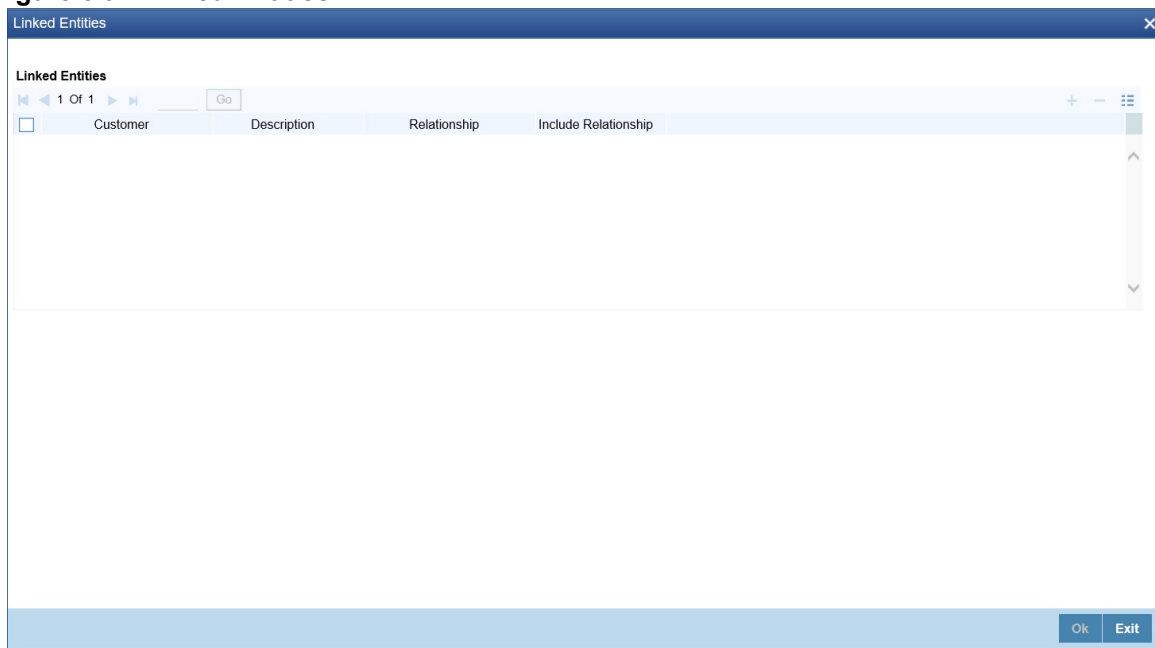 Linked Entities
Linked Entities
1 Of 1 Go
Customer Description Relationship Include Relationship
Ok Exit